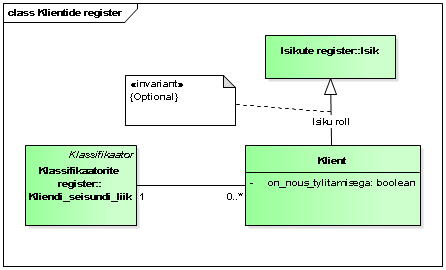 class Klientide register
Isikute register::Isik
«invariant»
{Optional}
Isiku roll
Klassifikaator
Klassifikaatorite
register::
Kliendi_seisundi_liik
1
0..*
Klient
- on_nous_tylitamisega: boolean